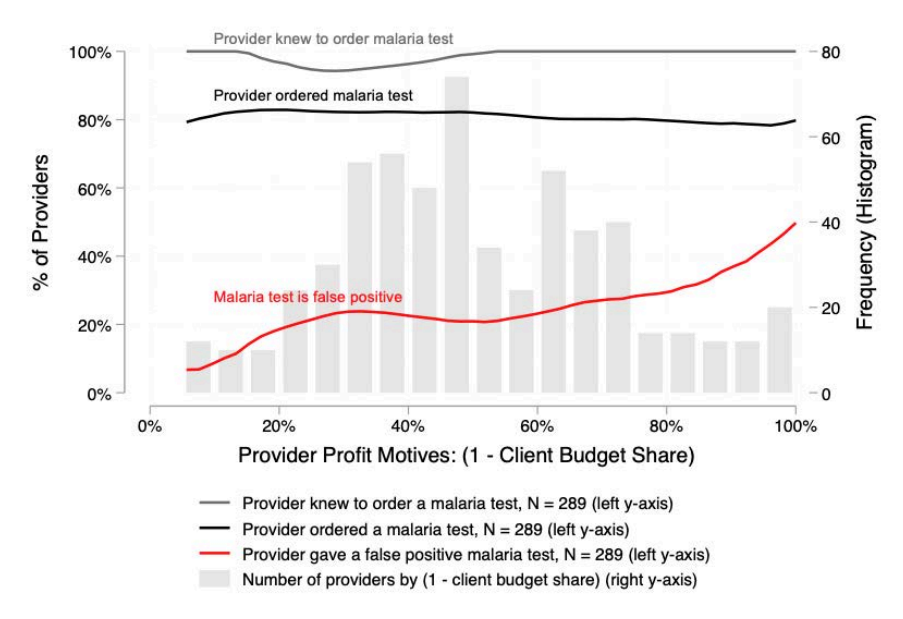 Provider knew to order malaria test
100%
80
Provider ordered malaria test
80%
60
60%
40
40%
Malaria test is false positive
20%
20
0%
0
% of Providers
Frequency (Histogram)
0%
20%
40%
60%
80%
100%
Provider Profit Motives: (1 - Client Budget Share)
Provider knew to order a malaria test, N = 289 (left y-axis)
Provider ordered a malaria test, N = 289 (left y-axis)
Provider gave a false positive malaria test, N = 289 (left y-axis)
Number of providers by (1 - client budget share) (right y-axis)